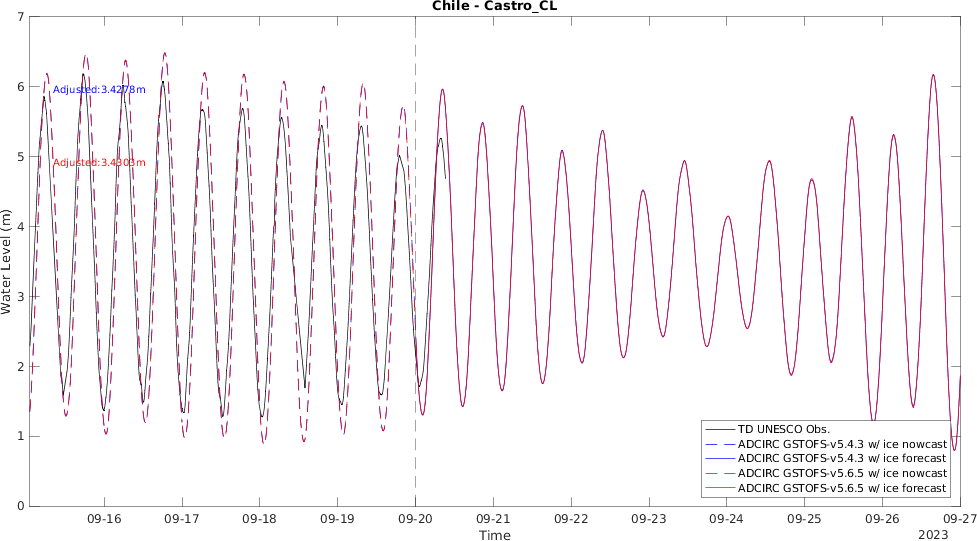 Chile - Castro_CL
7
6
5
4
3
2
1
0
Water Level (m)
Adjusted:3.4278m
Adjusted:3.4303m
TD UNESCO Obs.
ADCIRC GSTOFS-v5.4.3 w/ ice nowcast
ADCIRC GSTOFS-v5.4.3 w/ ice forecast
ADCIRC GSTOFS-v5.6.5 w/ ice nowcast
ADCIRC GSTOFS-v5.6.5 w/ ice forecast
09-16 09-17 09-18 09-19 09-20 09-21 09-22 09-23 09-24 09-25 09-26 09-27
Time
2023